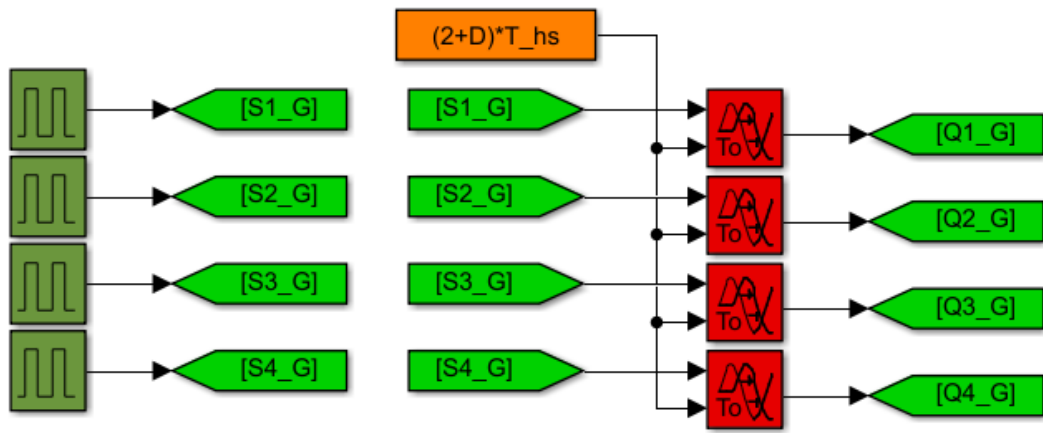 (2+D)*T_hs
[S1_G]
[S1_G]
To
[Q1_G]
[S2_G]
[S2_G]
To
[Q2_G]
[S3_G]
[S3_G]
To
[Q3_G]
[S4_G]
[S4_G]
To
[Q4_G]